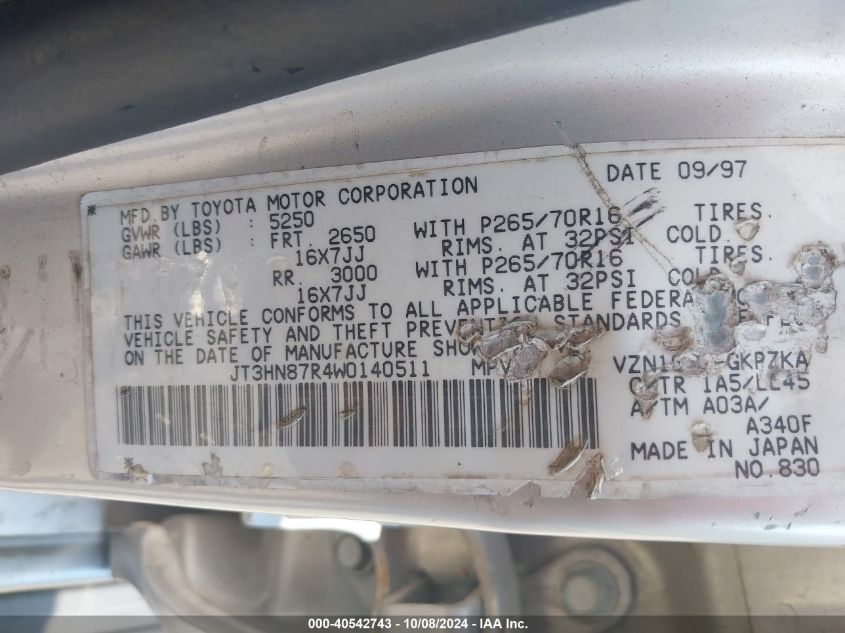 DATE 09/97
* MFD.BY TOYOTA MOTOR CORPORATION
GVWR (LBS) : 5250
GAWR (LBS) : FRT. 2650 WITH P265/70R16 TIRES.
16X7JJ RIMS. AT 32PSI COLD.
RR. 3000 WITH P265/70R16 TIRES.
16X7JJ RIMS. AT 32PSI
THIS VEHICLE CONFORMS TO ALL APPLICABLE
VEHICLE SAFETY AND THEFT STANDARDS
ON THE DATE OF MANUFACTURE
JT3HN87R4W0140511
1A5/
A03A/
A340F
MADE IN JAPAN
NO.830
000-40542743 - 10/08/2024 - IAA Inc.